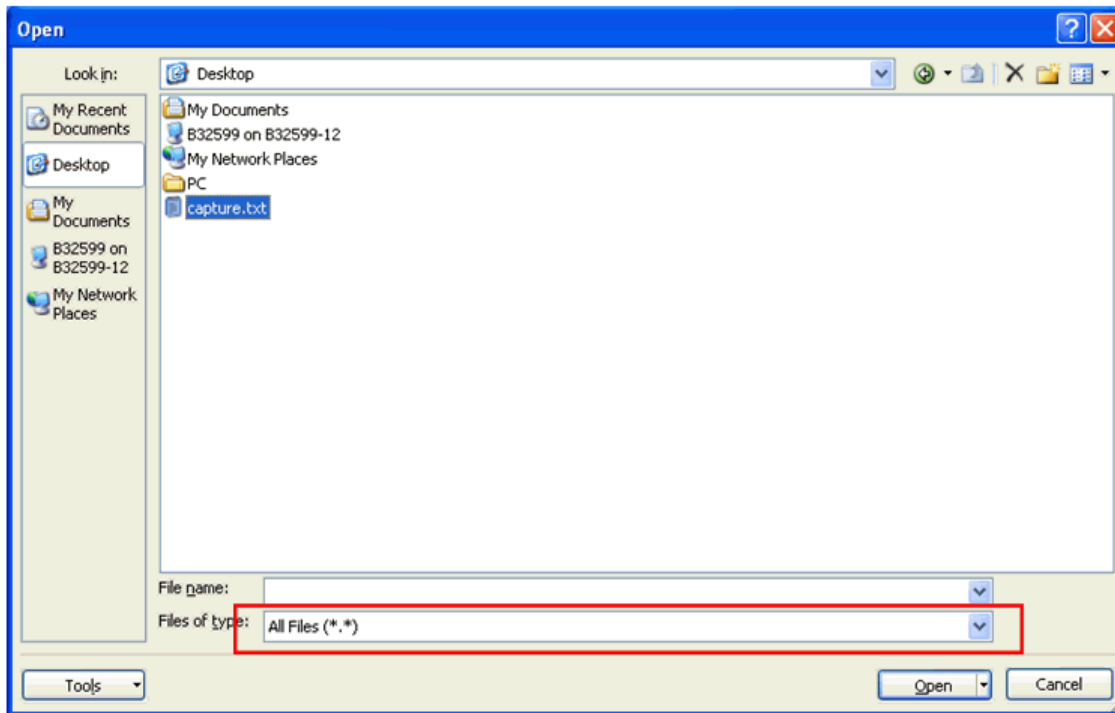 Open
Look in:
Desktop
My Recent
Documents
Desktop
My
Documents
B32599 on
B32599-12
My Network
Places
My Documents
B32599 on B32599-12
My Network Places
PC
capture.txt
File name:
Files of type:
All Files (*.*)
Tools
Open
Cancel